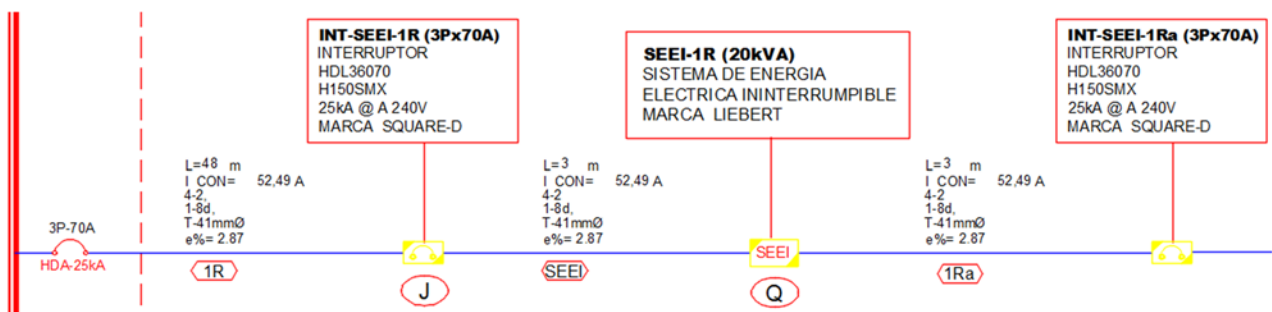 INT-SEEI-1R (3Px70A)
INTERRUPTOR
HDL36070
H150SMX
25kA @ A 240V
MARCA SQUARE-D
SEEI-1R (20kVA)
SISTEMA DE ENERGIA
ELECTRICA ININTERRUMPIBLE
MARCA LIEBERT
INT-SEEI-1Ra (3Px70A)
INTERRUPTOR
HDL36070
H150SMX
25kA @ A 240V
MARCA SQUARE-D
3P-70A
HDA-25kA
L=48 m
I CON= 52,49 A
4-2,
1-8d,
T-41mmØ
e%= 2.87
1R
J
L=3 m
I CON= 52,49 A
4-2
1-8d,
T-41mmØ
e%= 2.87
SEEI
SEEI
Q
L=3 m
I CON= 52,49 A
4-2
1-8d,
T-41mmØ
e%= 2.87
1Ra